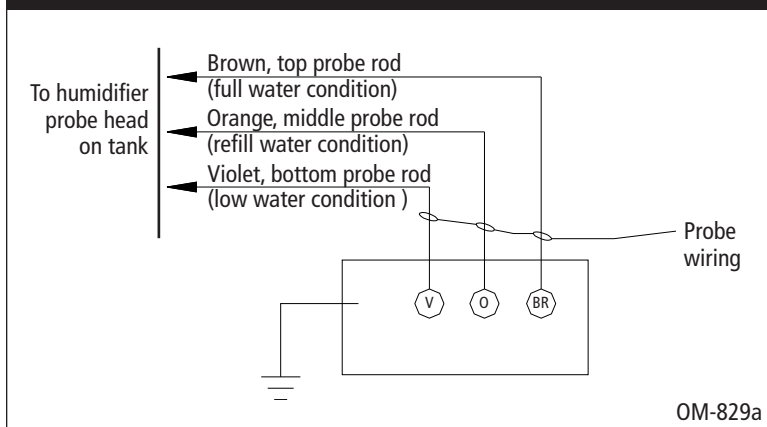 Brown, top probe rod
(full water condition)
To humidifier
probe head
on tank
Orange, middle probe rod
(refill water condition)
Violet, bottom probe rod
(low water condition )
Probe
wiring
V
O
BR
OM-829a